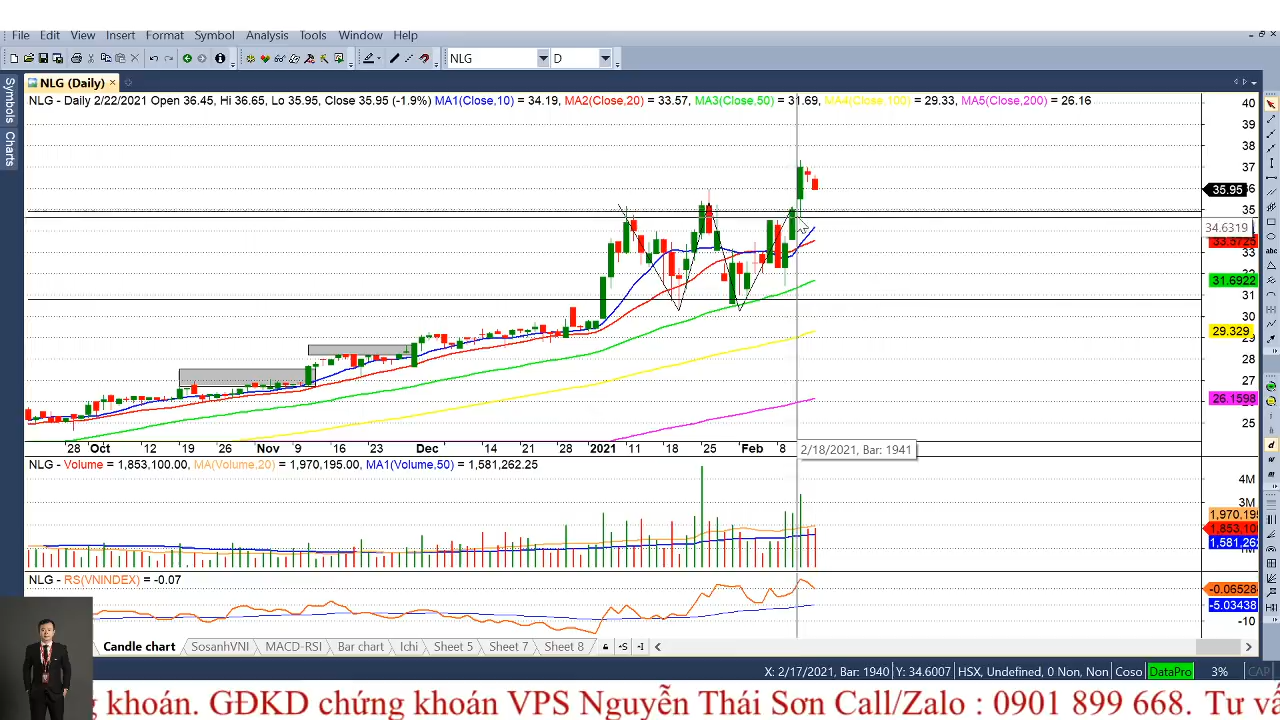 File Edit View Insert Format Symbol Analysis Tools Window Help
NLG D
NLG (Daily)
Symbols
Charts
NLG - Daily 2/22/2021 Open 36.45, Hi 36.65, Lo 35.95, Close 35.95 (-1.9%) MA1(Close,10) = 34.19, MA2(Close,20) = 33.57, MA3(Close,50) = 31.69, MA4(Close,100) = 29.33, MA5(Close,200) = 26.16
40
39
38
37
35.95
35
34.6319
33.5725
33
31.6922
31
30
29.329
29
28
27
26.1598
25
28 Oct 12 19 26 Nov 9 16 23 Dec 14 21 28 2021 11 18 25 Feb 8
2/18/2021, Bar: 1941
NLG - Volume = 1,853,100.00, MA(Volume,20) = 1,970,195.00, MA1(Volume,50) = 1,581,262.25
4M
3M
1,970,195
1,853,10
1,581,262
NLG - RS(VNINDEX) = -0.07
-0.06528
-5.03438
-10
Candle chart SosanhVNI MACD-RSI Bar chart Ichi Sheet 5 Sheet 7 Sheet 8
X: 2/17/2021, Bar: 1940 Y: 34.6007 HSX, Undefined, 0 Non, Non Coso DataPro 3% CAP
khoán. GĐKD chứng khoán VPS Nguyễn Thái Sơn Call/Zalo : 0901 899 668. Tư